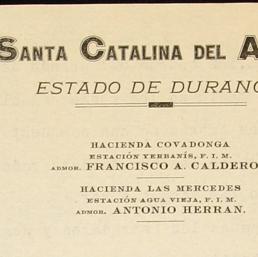 SANTA CATALINA DEL A
ESTADO DE DURANG
HACIENDA COVADONGA
ESTACIÓN YERBANÍS, F. I. M.
ADMOR. FRANCISCO A. CALDERO
HACIENDA LAS MERCEDES
ESTACIÓN AGUA VIEJA, F. I. M.
ADMOR. ANTONIO HERRAN.